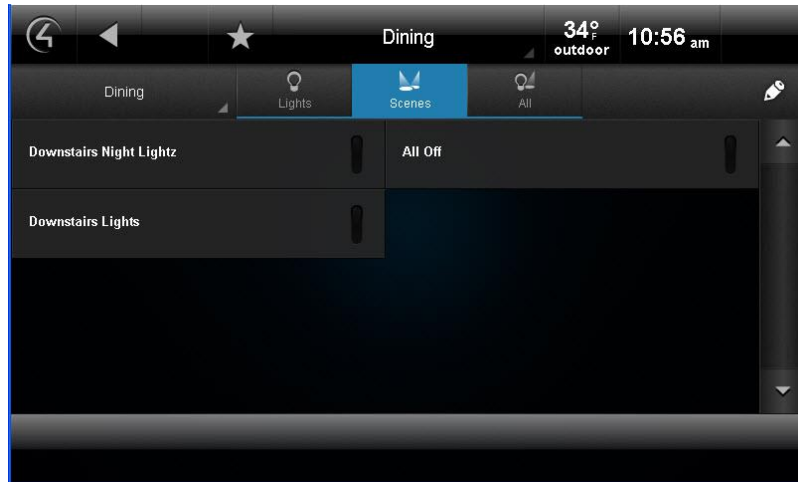 Dining
34°F
outdoor
10:56 am
Dining
Lights
Scenes
All
Downstairs Night Lightz
All Off
Downstairs Lights